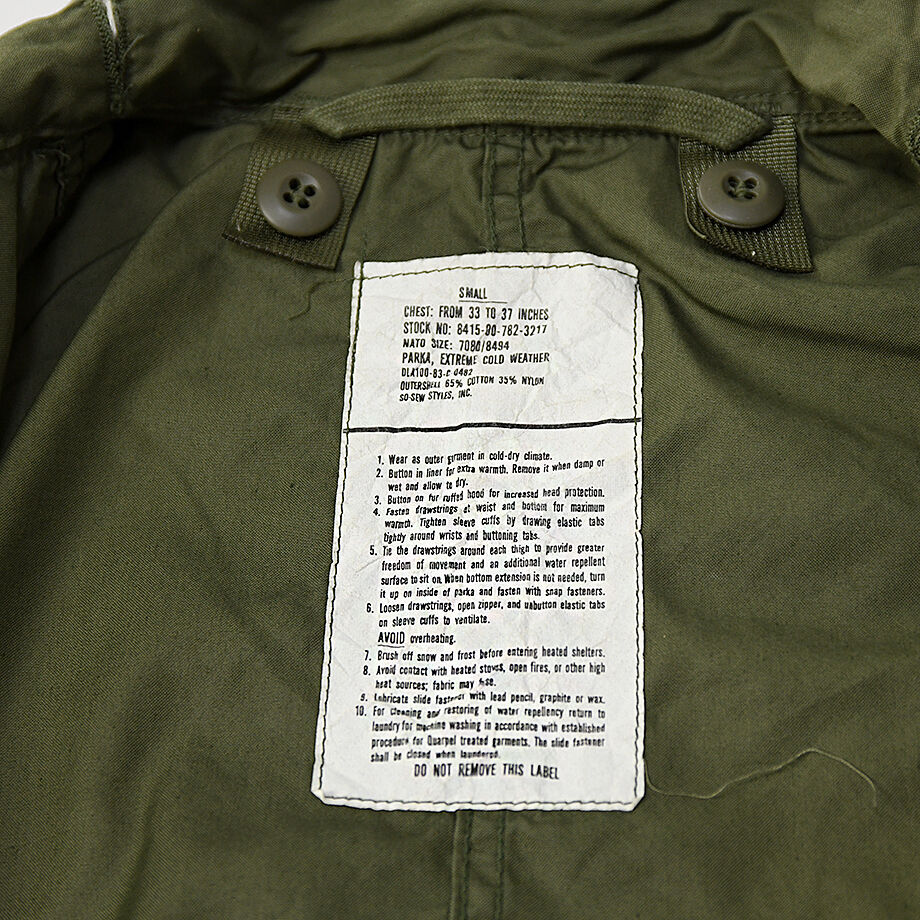 SMALL
CHEST: FROM 33 TO 37 INCHES
STOCK NO: 8415-00-782-3217
NATO SIZE: 7080/8494
PARKA, EXTREME COLD WEATHER
DLA100-83-C 0482
OUTERSHELL 65% COTTON 35% NYLON
SO-SEW STYLES, INC.
1. Wear as outer garment in cold-dry climate.
2. Button in liner for extra warmth. Remove it when damp or
wet and allow to dry.
3. Button on fur ruffed hood for increased head protection.
4. Fasten drawstrings at waist and bottom for maximum
warmth. Tighten sleeve cuffs by drawing elastic tabs
tightly around wrists and buttoning tabs.
5. Tie the drawstrings around each thigh to provide greater
freedom of movement and an additional water repellent
surface to sit on. When bottom extension is not needed, turn
it up on inside of parka and fasten with snap fasteners.
6. Loosen drawstrings, open zipper, and unbutton elastic tabs
on sleeve cuffs to ventilate.
AVOID overheating.
7. Brush off snow and frost before entering heated shelters.
8. Avoid contact with heated stoves, open fires, or other high
heat sources; fabric may fuse.
9. Lubricate slide fastener with lead pencil, graphite or wax.
10. For cleaning and restoring of water repellency return to
laundry for machine washing in accordance with established
procedure for Quarpel treated garments. The slide fastener
shall be closed when laundered.
DO NOT REMOVE THIS LABEL